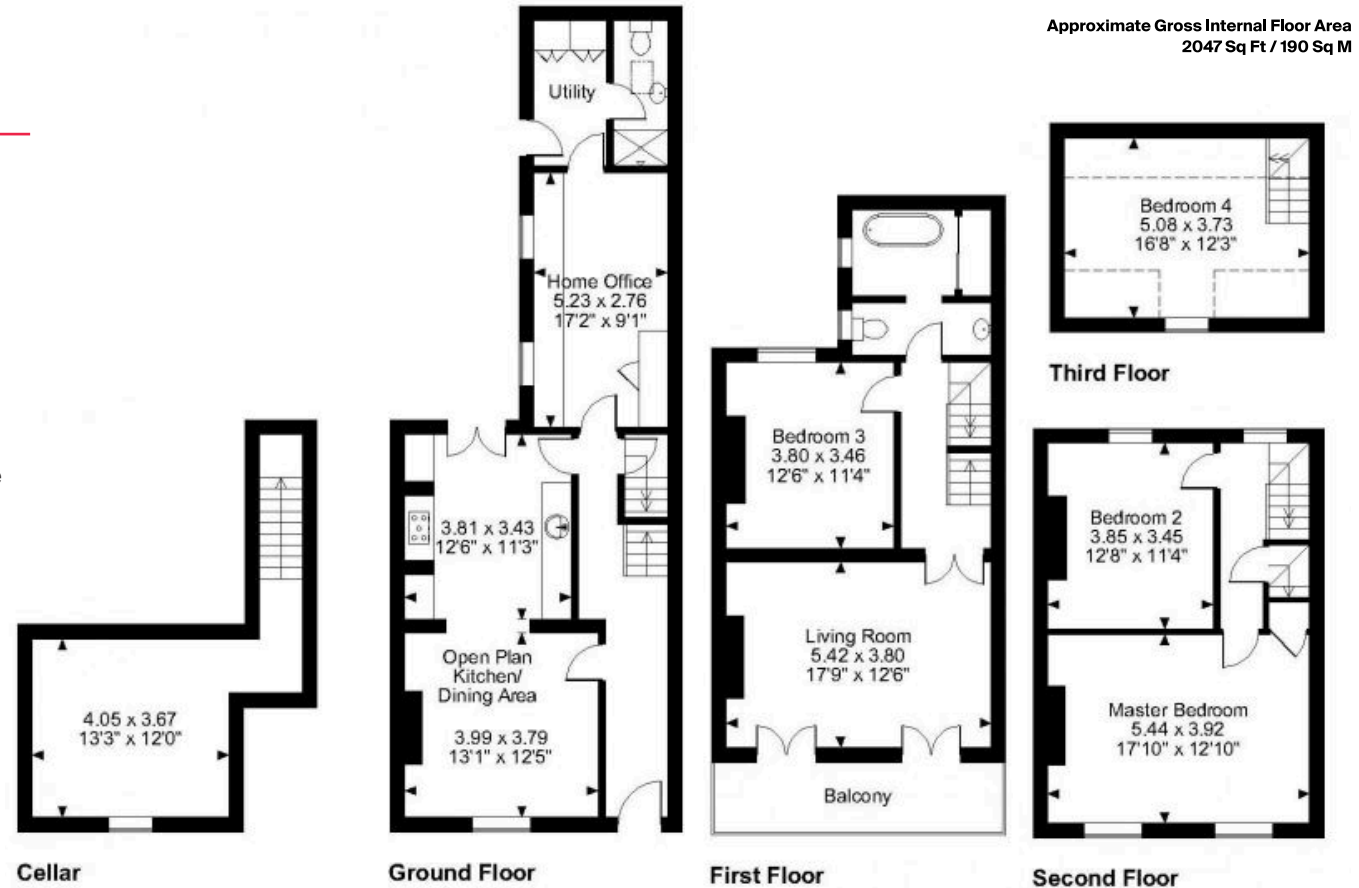 Approximate Gross Internal Floor Area
2047 Sq Ft / 190 Sq M
Utility
Home Office
5.23 x 2.76
17'2" x 9'1"
3.81 x 3.43
12'6" x 11'3"
Open Plan
Kitchen/
Dining Area
3.99 x 3.79
13'1" x 12'5"
4.05 x 3.67
13'3" x 12'0"
Cellar
Ground Floor
Bedroom 3
3.80 x 3.46
12'6" x 11'4"
Living Room
5.42 x 3.80
17'9" x 12'6"
Balcony
First Floor
Bedroom 4
5.08 x 3.73
16'8" x 12'3"
Third Floor
Bedroom 2
3.85 x 3.45
12'8" x 11'4"
Master Bedroom
5.44 x 3.92
17'10" x 12'10"
Second Floor